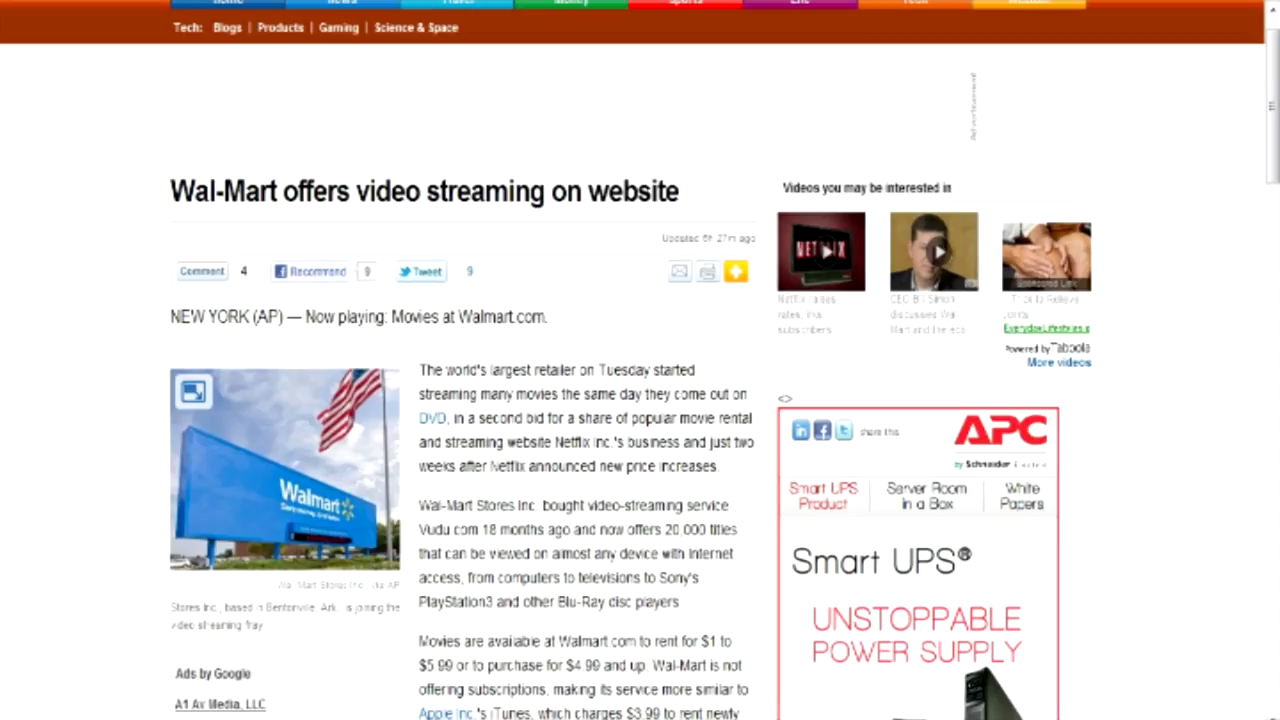 Tech: Blogs | Products | Gaming | Science & Space
Wal-Mart offers video streaming on website
Updated 6h 27m ago
Comment 4 Recommend 9 Tweet 9
NEW YORK (AP) — Now playing: Movies at Walmart.com.
Walmart
Wal-Mart Stores Inc. via AP
Stores Inc., based in Bentonville, Ark., is joining the
video streaming fray.
Ads by Google
A1 Av Media, LLC
The world's largest retailer on Tuesday started
streaming many movies the same day they come out on
DVD, in a second bid for a share of popular movie rental
and streaming website Netflix Inc.'s business and just two
weeks after Netflix announced new price increases.
Wal-Mart Stores Inc. bought video-streaming service
Vudu.com 18 months ago and now offers 20,000 titles
that can be viewed on almost any device with Internet
access, from computers to televisions to Sony's
PlayStation3 and other Blu-Ray disc players.
Movies are available at Walmart.com to rent for $1 to
$5.99 or to purchase for $4.99 and up. Wal-Mart is not
offering subscriptions, making its service more similar to
Apple Inc.'s iTunes, which charges $3.99 to rent newly
Advertisement
Videos you may be interested in
NETFLIX
Netflix raises
rates, irks
subscribers
CEO Bill Simon
discusses Wal-
Mart and the eco
Sponsored Link
Trick to Relieve
Joints
EverydayLifestyles.c
Powered by Taboola
More videos
<>
share this
APC
by Schneider Electric
Smart UPS
Product
Server Room
in a Box
White
Papers
Smart UPS®
UNSTOPPABLE
POWER SUPPLY